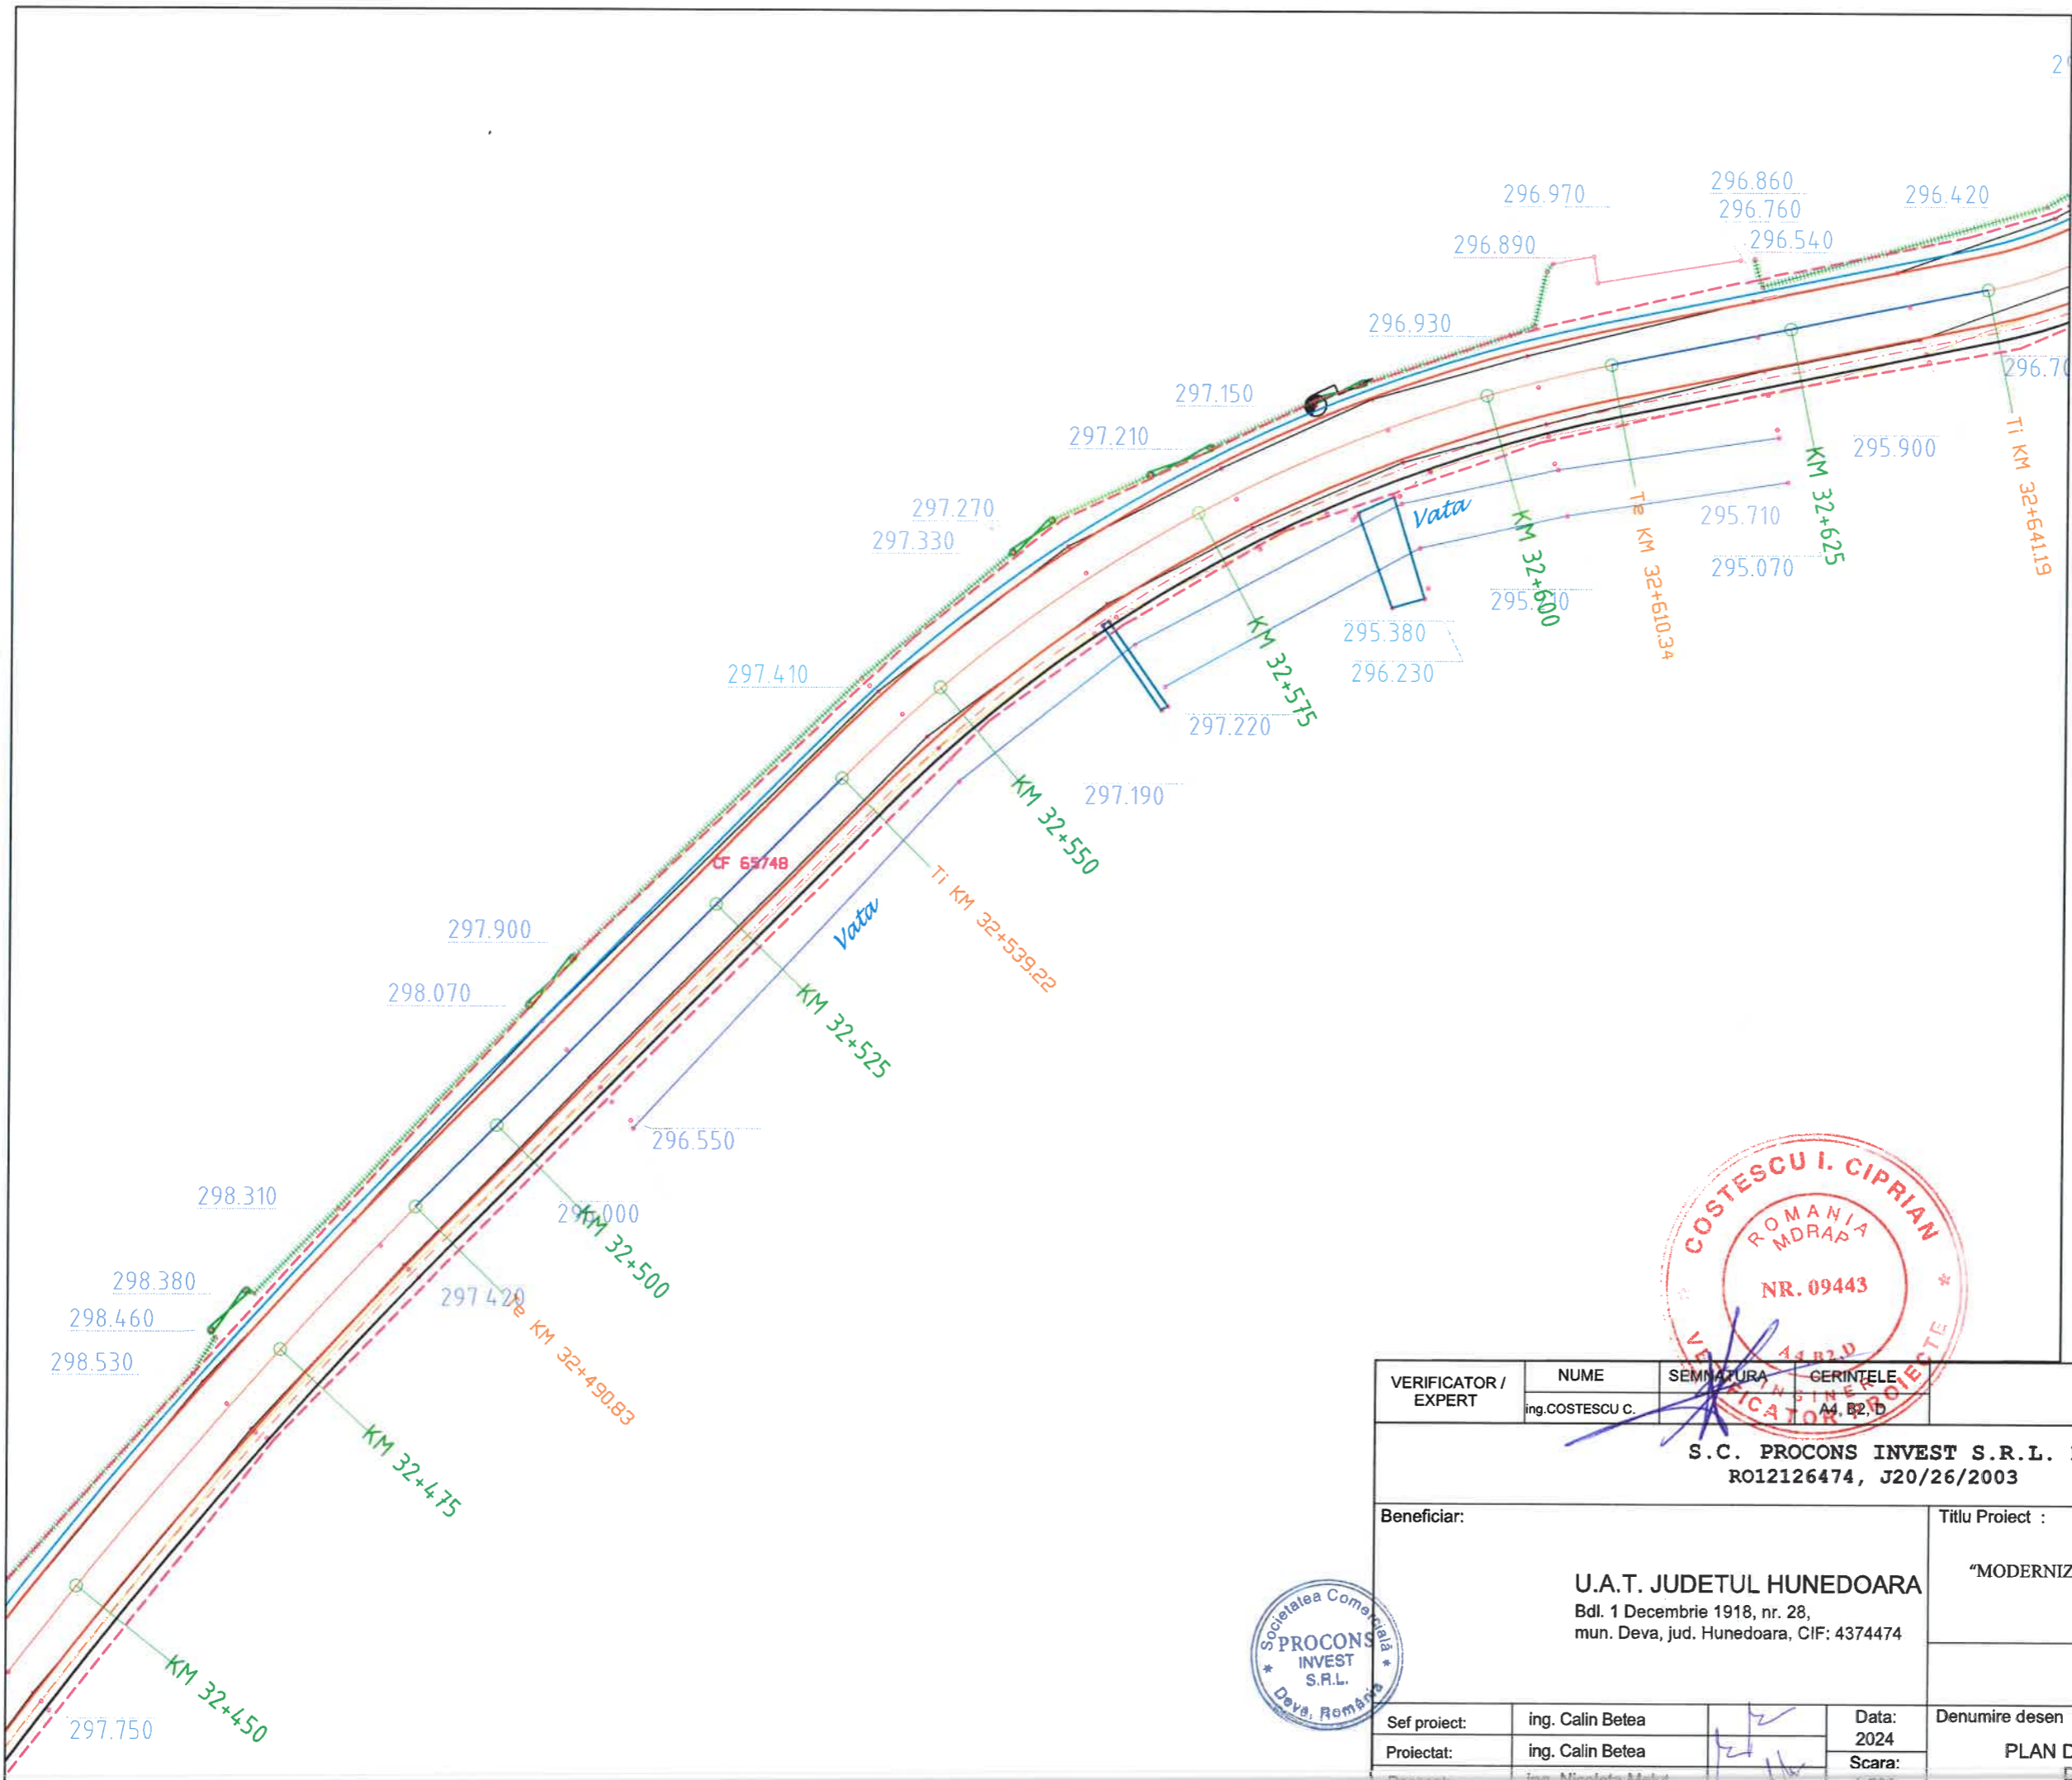 296.860
296.970
296.760
296.420
296.890
296.540
296.930
297.150
297.210
297.270
297.330
295.900
Ti KM 32+641.19
KM 32+625
Vata
295.710
295.070
KM 32+600
Te KM 32+610.34
295.380
296.230
KM 32+575
297.410
297.220
297.190
KM 32+550
CF 65748
Ti KM 32+539.22
Vata
297.900
298.070
KM 32+525
296.550
298.310
KM 32+500
298.380
297.420
298.460
Te KM 32+490.83
298.530
KM 32+475
KM 32+450
297.750
COSTESCU I. CIPRIAN
ROMANIA
MDRAP
NR. 09443
A4 B2 D
INGINER
VERIFICATOR PROIECTE
VERIFICATOR /
EXPERT
NUME
SEMNATURA
CERINTELE
ing.COSTESCU C.
A4, B2, D
S.C. PROCONS INVEST S.R.L.
RO12126474, J20/26/2003
Beneficiar:
Titlu Proiect :
U.A.T. JUDETUL HUNEDOARA
Bdl. 1 Decembrie 1918, nr. 28,
mun. Deva, jud. Hunedoara, CIF: 4374474
"MODERNIZ
Societatea Comercială
PROCONS
INVEST
S.R.L.
Deva, România
Sef proiect:
ing. Calin Betea
Data:
2024
Denumire desen
Proiectat:
ing. Calin Betea
Scara:
PLAN D